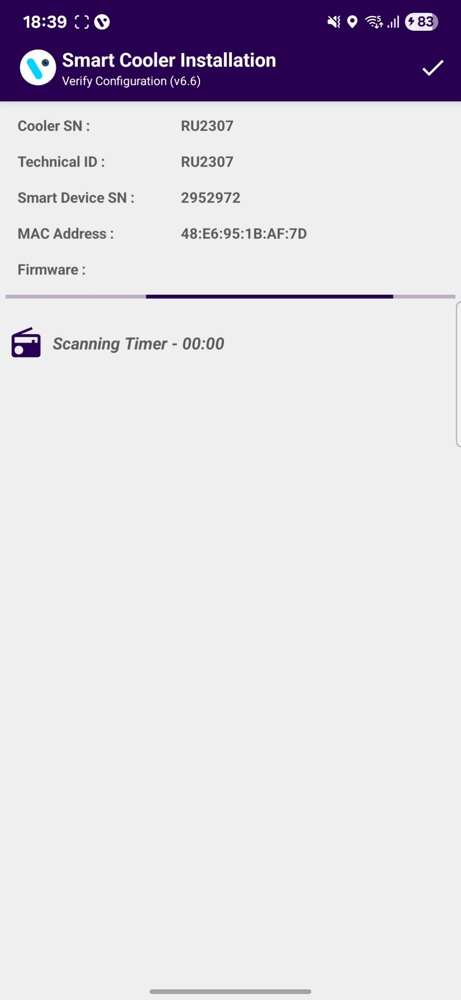 18:39
5
83
Smart Cooler Installation
Verify Configuration (v6.6)
Cooler SN : RU2307
Technical ID : RU2307
Smart Device SN : 2952972
MAC Address : 48:E6:95:1B:AF:7D
Firmware :
Scanning Timer - 00:00